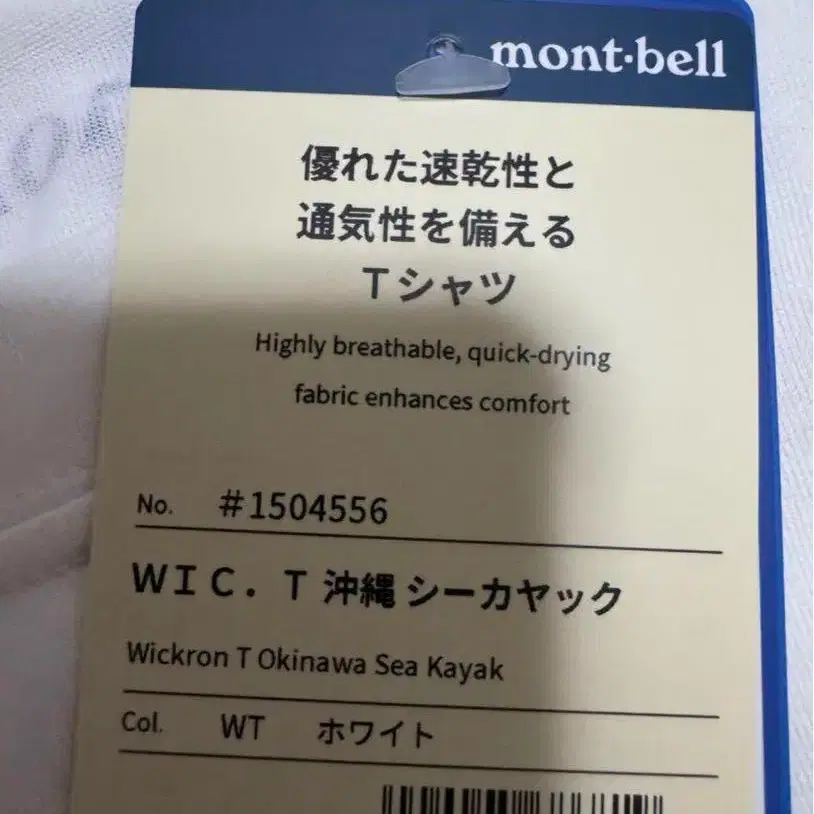 mont·bell
優れた速乾性と
通気性を備える
Tシャツ
Highly breathable, quick-drying
fabric enhances comfort
No. #1504556
WIC. T 沖縄 シーカヤック
Wickron T Okinawa Sea Kayak
Col. WT ホワイト